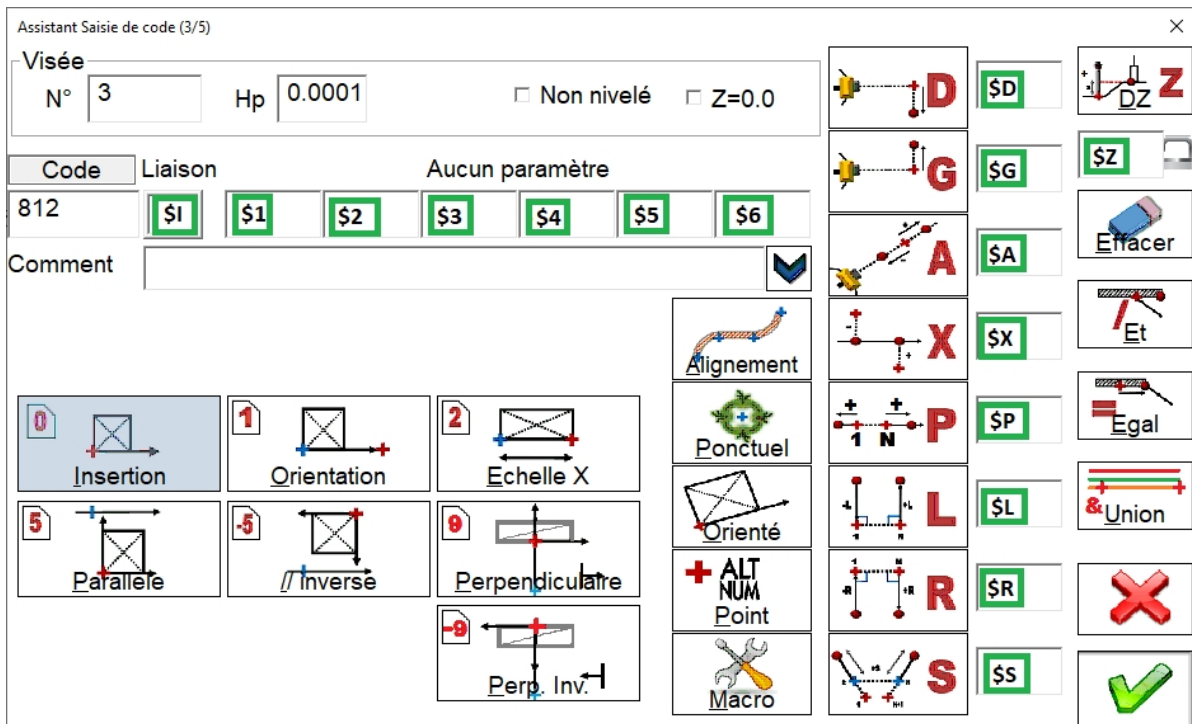 Assistant Saisie de code (3/5)
Visée
N° 3 Hp 0.0001 Non nivelé Z=0.0
D $D
DZ Z
G $G
$Z
Code Liaison Aucun paramètre
812 $I $1 $2 $3 $4 $5 $6
Effacer
A $A
Comment
Alignement
X $X
Et
0 Insertion
1 Orientation
2 Echelle X
Ponctuel
1 N P $P
Egal
5 Parallèle
-5 // Inverse
9 Perpendiculaire
Orienté
-L +L L $L
& Union
-9 Perp. Inv.
ALT NUM
Point
-R +R R $R
Macro
S $S